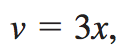 v = 3x,